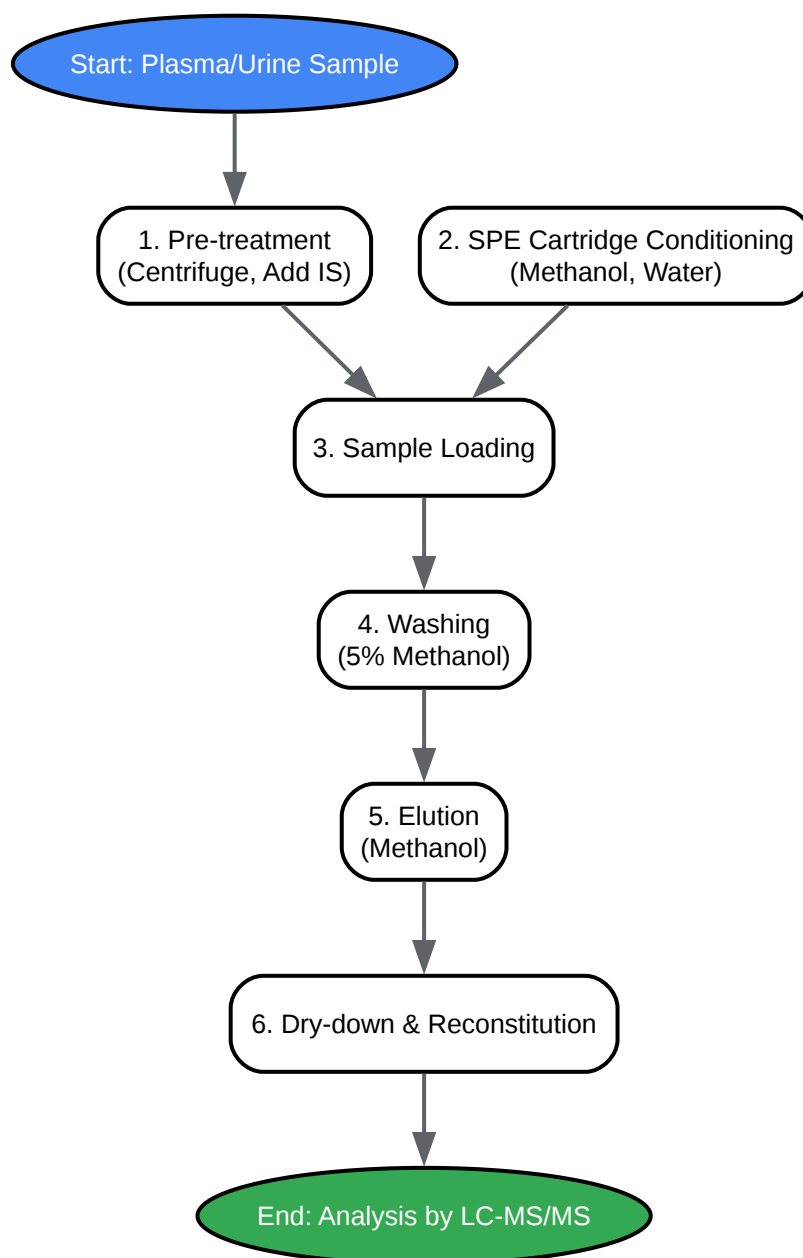 Start: Plasma/Urine Sample
1. Pre-treatment
(Centrifuge, Add IS)
2. SPE Cartridge Conditioning
(Methanol, Water)
3. Sample Loading
4. Washing
(5% Methanol)
5. Elution
(Methanol)
6. Dry-down & Reconstitution
End: Analysis by LC-MS/MS